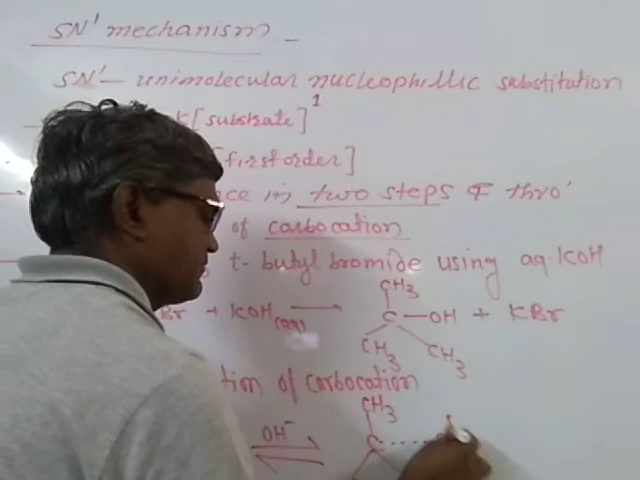 SN' mechanism –
SN' – unimolecular nucleophillic substitution
K[substrate]¹
[first order]
ce in two steps & thro'
of carbocation
t. butyl bromide using aq. KOH
Br + KOH(aq) → CH3 C – OH + KBr
CH3 CH3
tion of carbocation
CH3
OH⁻ C